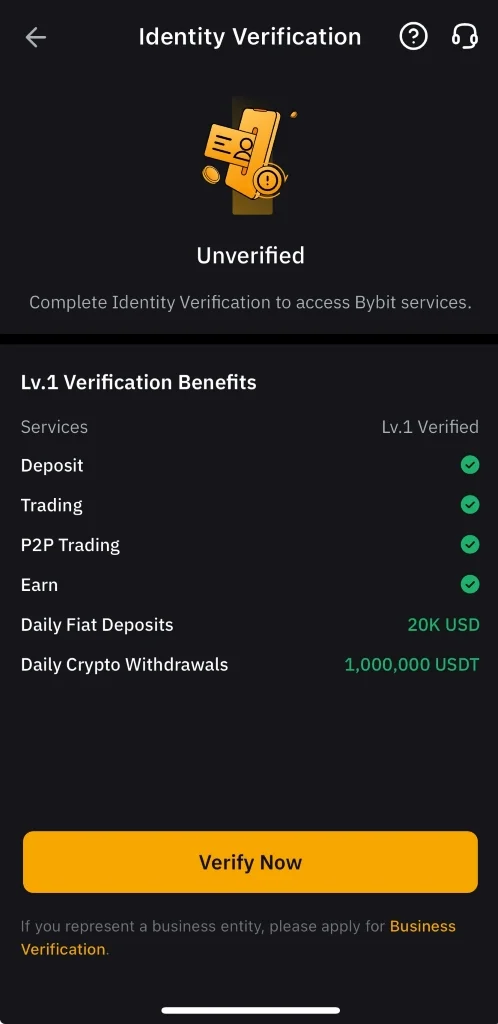 Identity Verification
Unverified
Complete Identity Verification to access Bybit services.
Lv.1 Verification Benefits
Services Lv.1 Verified
Deposit
Trading
P2P Trading
Earn
Daily Fiat Deposits 20K USD
Daily Crypto Withdrawals 1,000,000 USDT
Verify Now
If you represent a business entity, please apply for Business
Verification.